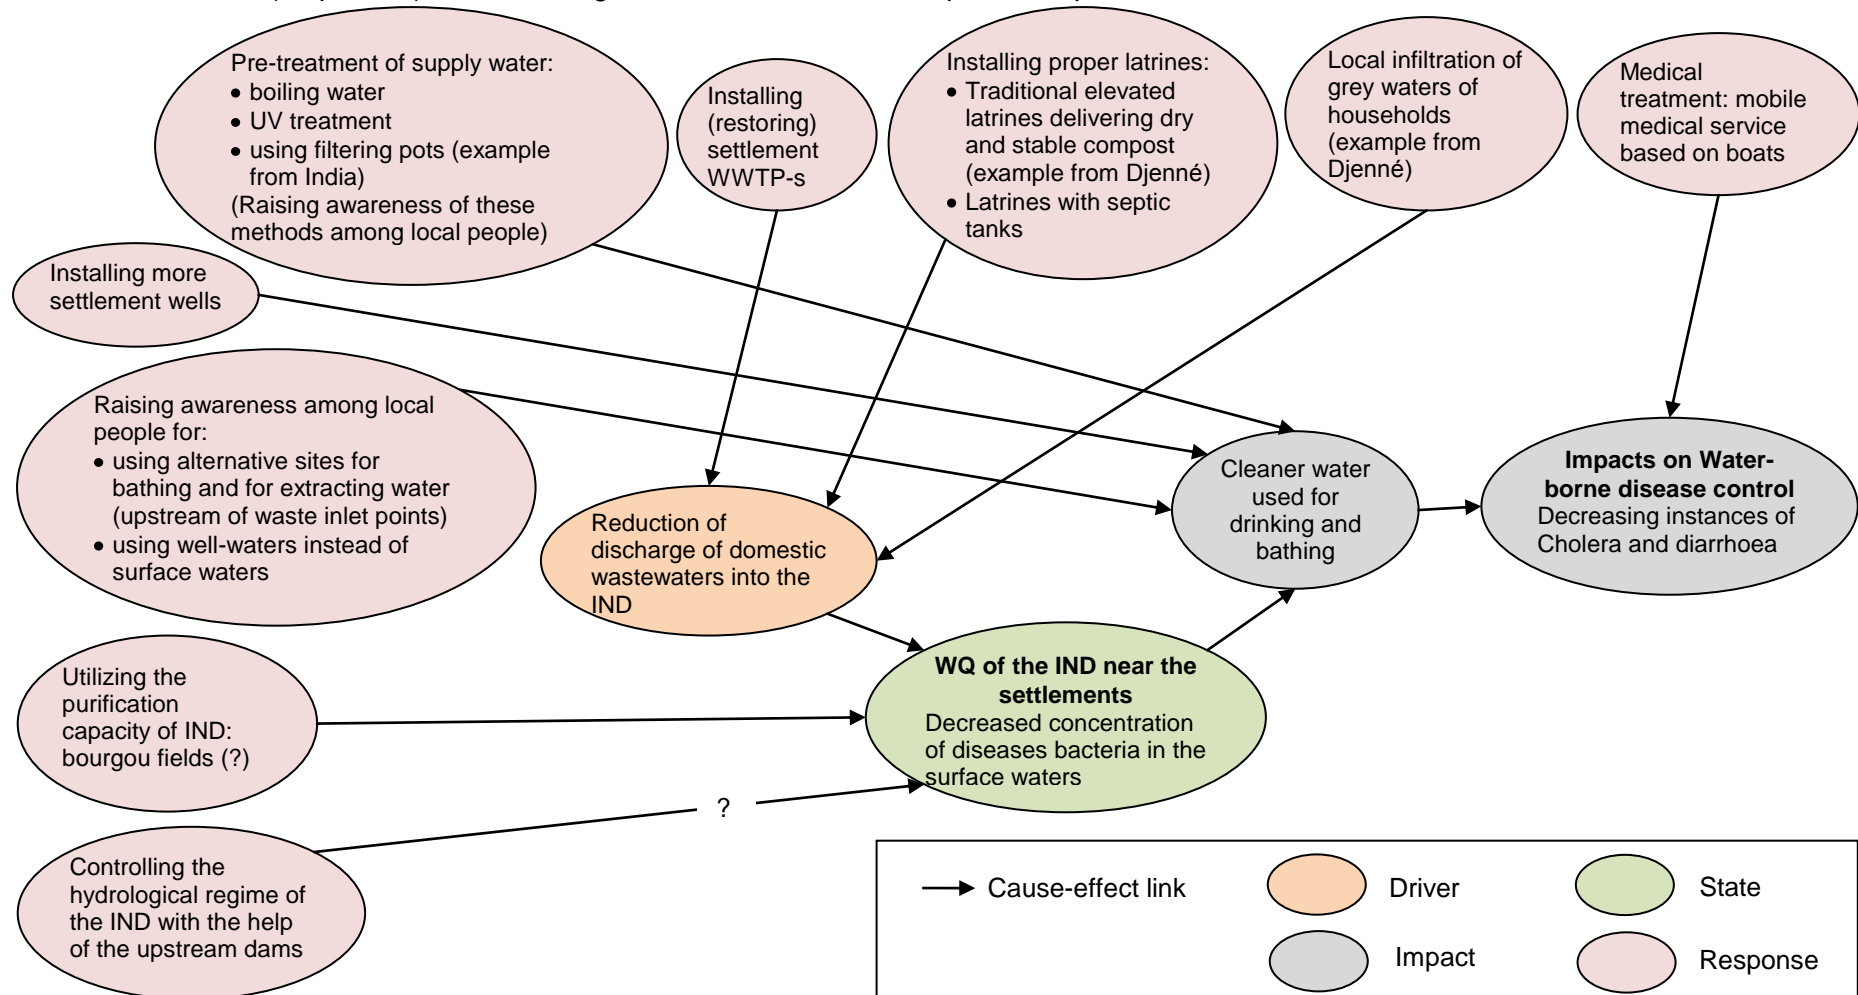 Pre-treatment of supply water:
• boiling water
• UV treatment
• using filtering pots (example
from India)
(Raising awareness of these
methods among local people)
Installing
(restoring)
settlement
WWTP-s
Installing proper latrines:
• Traditional elevated
latrines delivering dry
and stable compost
(example from Djenné)
• Latrines with septic
tanks
Local infiltration of
grey waters of
households
(example from
Djenné)
Medical
treatment: mobile
medical service
based on boats
Installing more
settlement wells
Raising awareness among local
people for:
• using alternative sites for
bathing and for extracting water
(upstream of waste inlet points)
• using well-waters instead of
surface waters
Reduction of
discharge of domestic
wastewaters into the
IND
Cleaner water
used for
drinking and
bathing
Impacts on Water-
borne disease control
Decreasing instances of
Cholera and diarrhoea
Utilizing the
purification
capacity of IND:
bourgou fields (?)
WQ of the IND near the
settlements
Decreased concentration
of diseases bacteria in the
surface waters
?
Controlling the
hydrological regime of
the IND with the help
of the upstream dams
Cause-effect link
Driver
State
Impact
Response